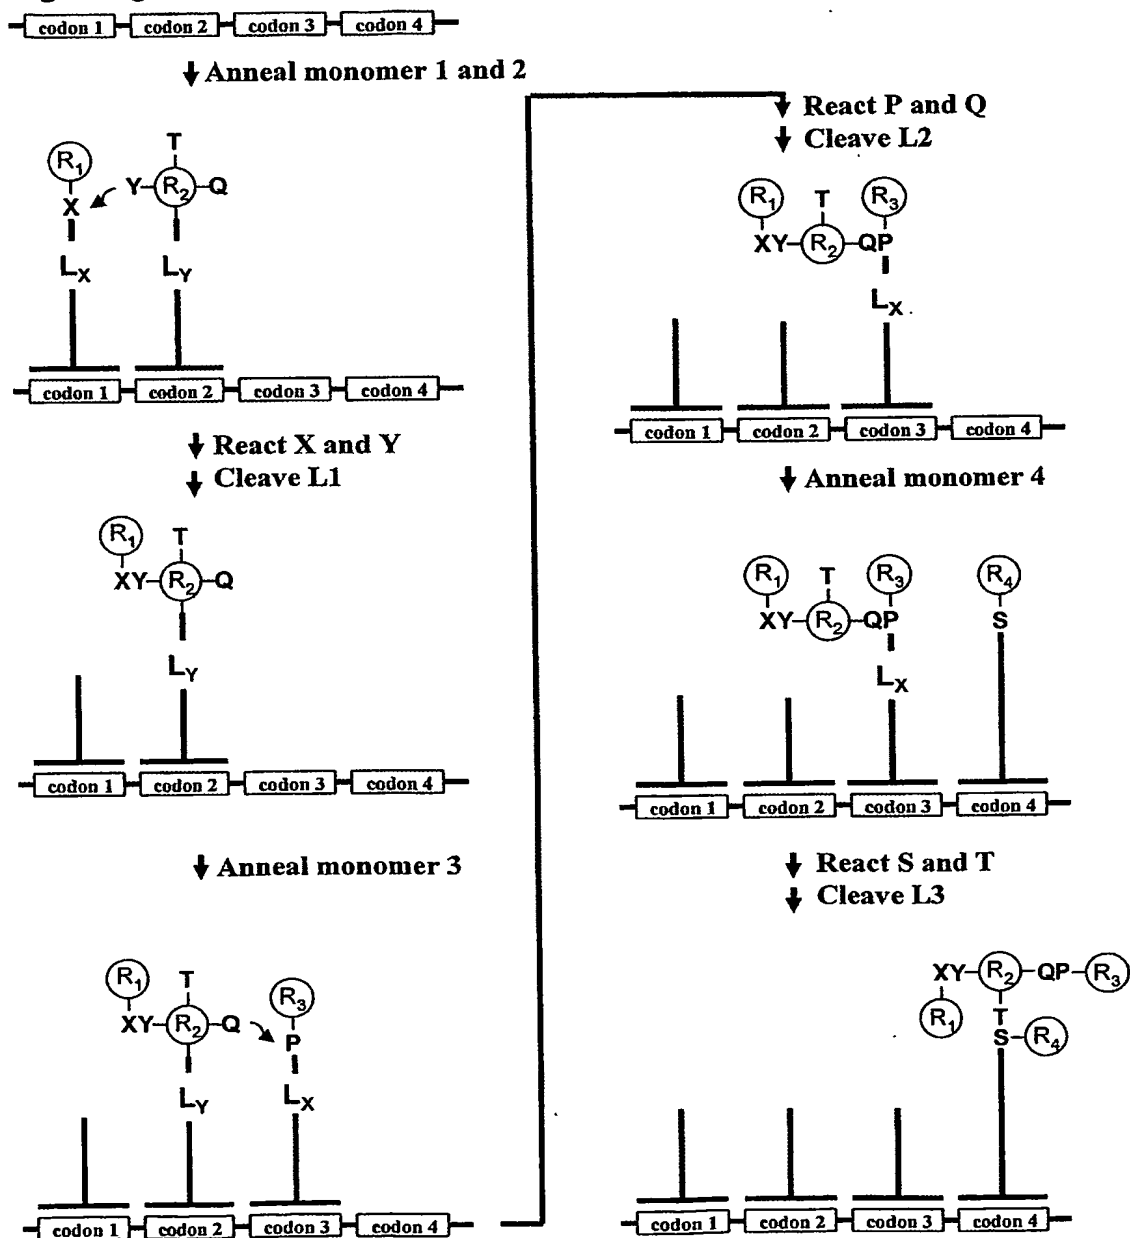 codon 1 codon 2 codon 3 codon 4
Anneal monomer 1 and 2
T
R1
Y R2 Q
X
LX LY
codon 1 codon 2 codon 3 codon 4
React X and Y
Cleave L1
R1 T
XY R2 Q
LY
codon 1 codon 2 codon 3 codon 4
Anneal monomer 3
R1 T R3
XY R2 Q P
LY LX
codon 1 codon 2 codon 3 codon 4
React P and Q
Cleave L2
R1 T R3
XY R2 QP
LX
codon 1 codon 2 codon 3 codon 4
Anneal monomer 4
R1 T R3 R4
XY R2 QP S
LX
codon 1 codon 2 codon 3 codon 4
React S and T
Cleave L3
XY R2 QP R3
R1 T
S R4
codon 1 codon 2 codon 3 codon 4